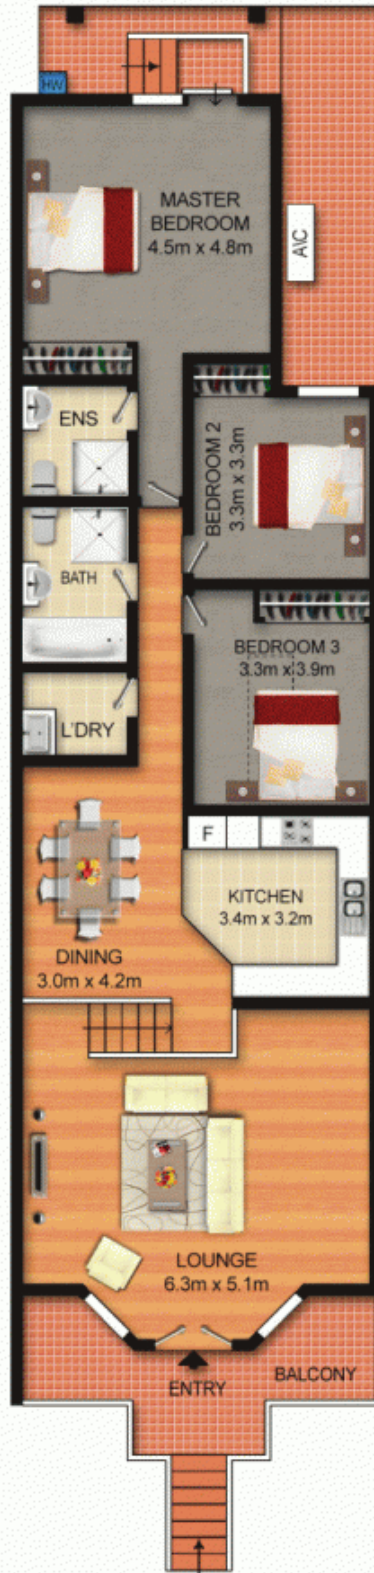 HW
MASTER
BEDROOM
4.5m x 4.8m
A\C
ENS
BEDROOM 2
3.3m x 3.3m
BATH
BEDROOM 3
3.3m x 3.9m
L'DRY
F
KITCHEN
3.4m x 3.2m
DINING
3.0m x 4.2m
LOUNGE
6.3m x 5.1m
ENTRY
BALCONY